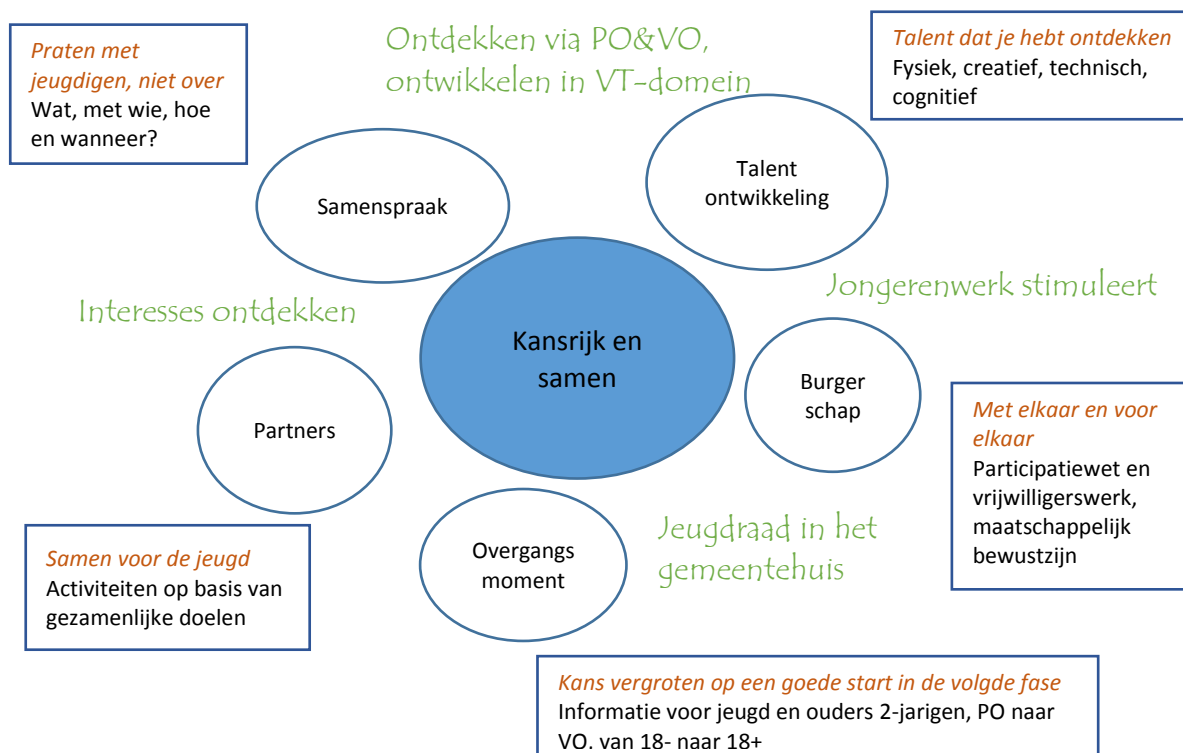 Praten met
jeugdigen, niet over
Wat, met wie, hoe
en wanneer?
Ontdekken via PO&VO,
ontwikkelen in VT-domein
Talent dat je hebt ontdekken
Fysiek, creatief, technisch,
cognitief
Samenspraak
Talent
ontwikkeling
Interesses ontdekken
Kansrijk en
samen
Jongerenwerk stimuleert
Partners
Burger
schap
Met elkaar en voor
elkaar
Participatiewet en
vrijwilligerswerk,
maatschappelijk
bewustzijn
Samen voor de jeugd
Activiteiten op basis van
gezamenlijke doelen
Overgangs
moment
Jeugdraad in het
gemeentehuis
Kans vergroten op een goede start in de volgde fase
Informatie voor jeugd en ouders 2-jarigen, PO naar
VO, van 18- naar 18+